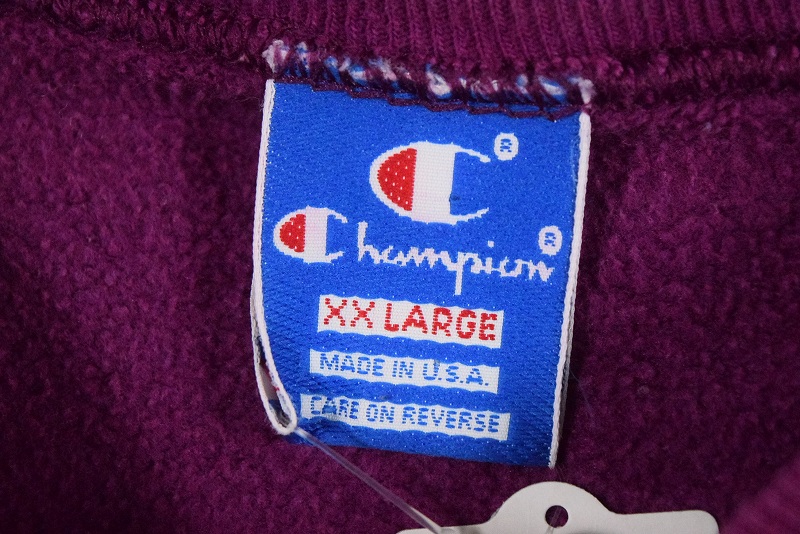 ®
Champion®
XX LARGE
MADE IN U.S.A.
CARE ON REVERSE